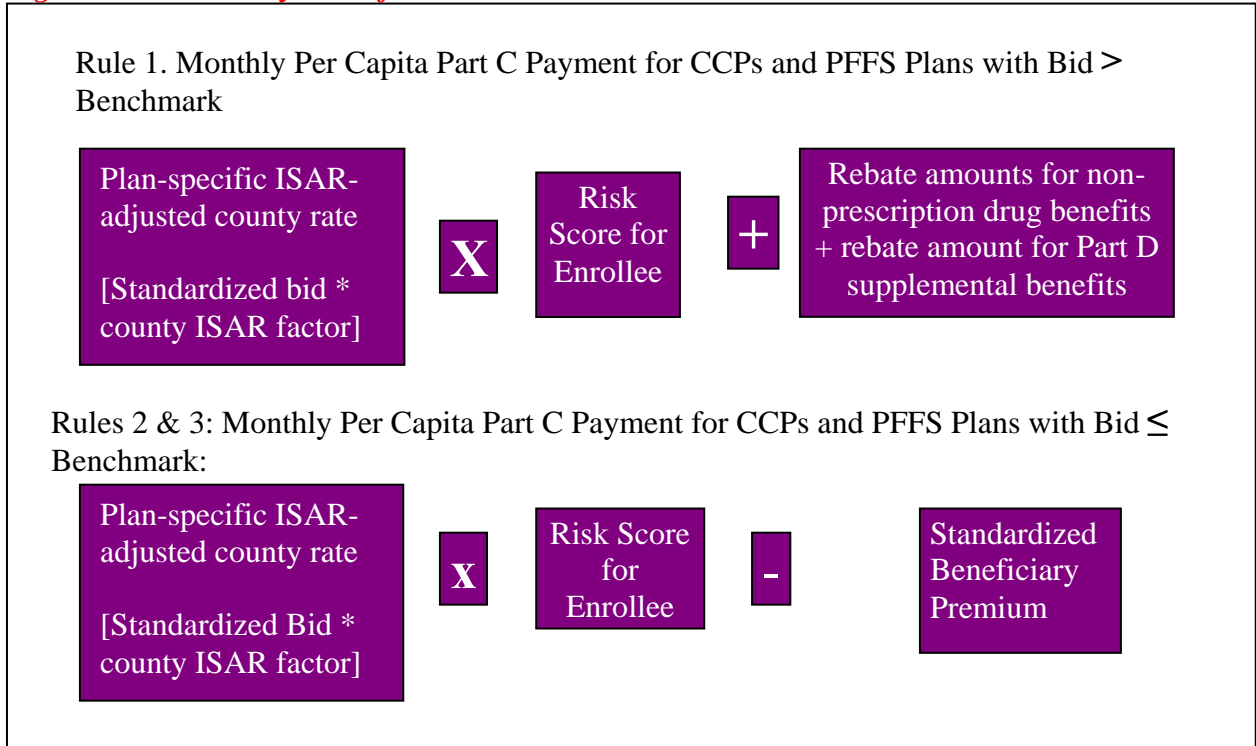 Rule 1. Monthly Per Capita Part C Payment for CCPs and PFFS Plans with Bid >
Benchmark
Plan-specific ISAR-
adjusted county rate
[Standardized bid *
county ISAR factor]
X
Risk
Score for
Enrollee
+
Rebate amounts for non-
prescription drug benefits
+ rebate amount for Part D
supplemental benefits
Rules 2 & 3: Monthly Per Capita Part C Payment for CCPs and PFFS Plans with Bid ≤
Benchmark:
Plan-specific ISAR-
adjusted county rate
[Standardized Bid *
county ISAR factor]
x
Risk Score
for
Enrollee
-
Standardized
Beneficiary
Premium